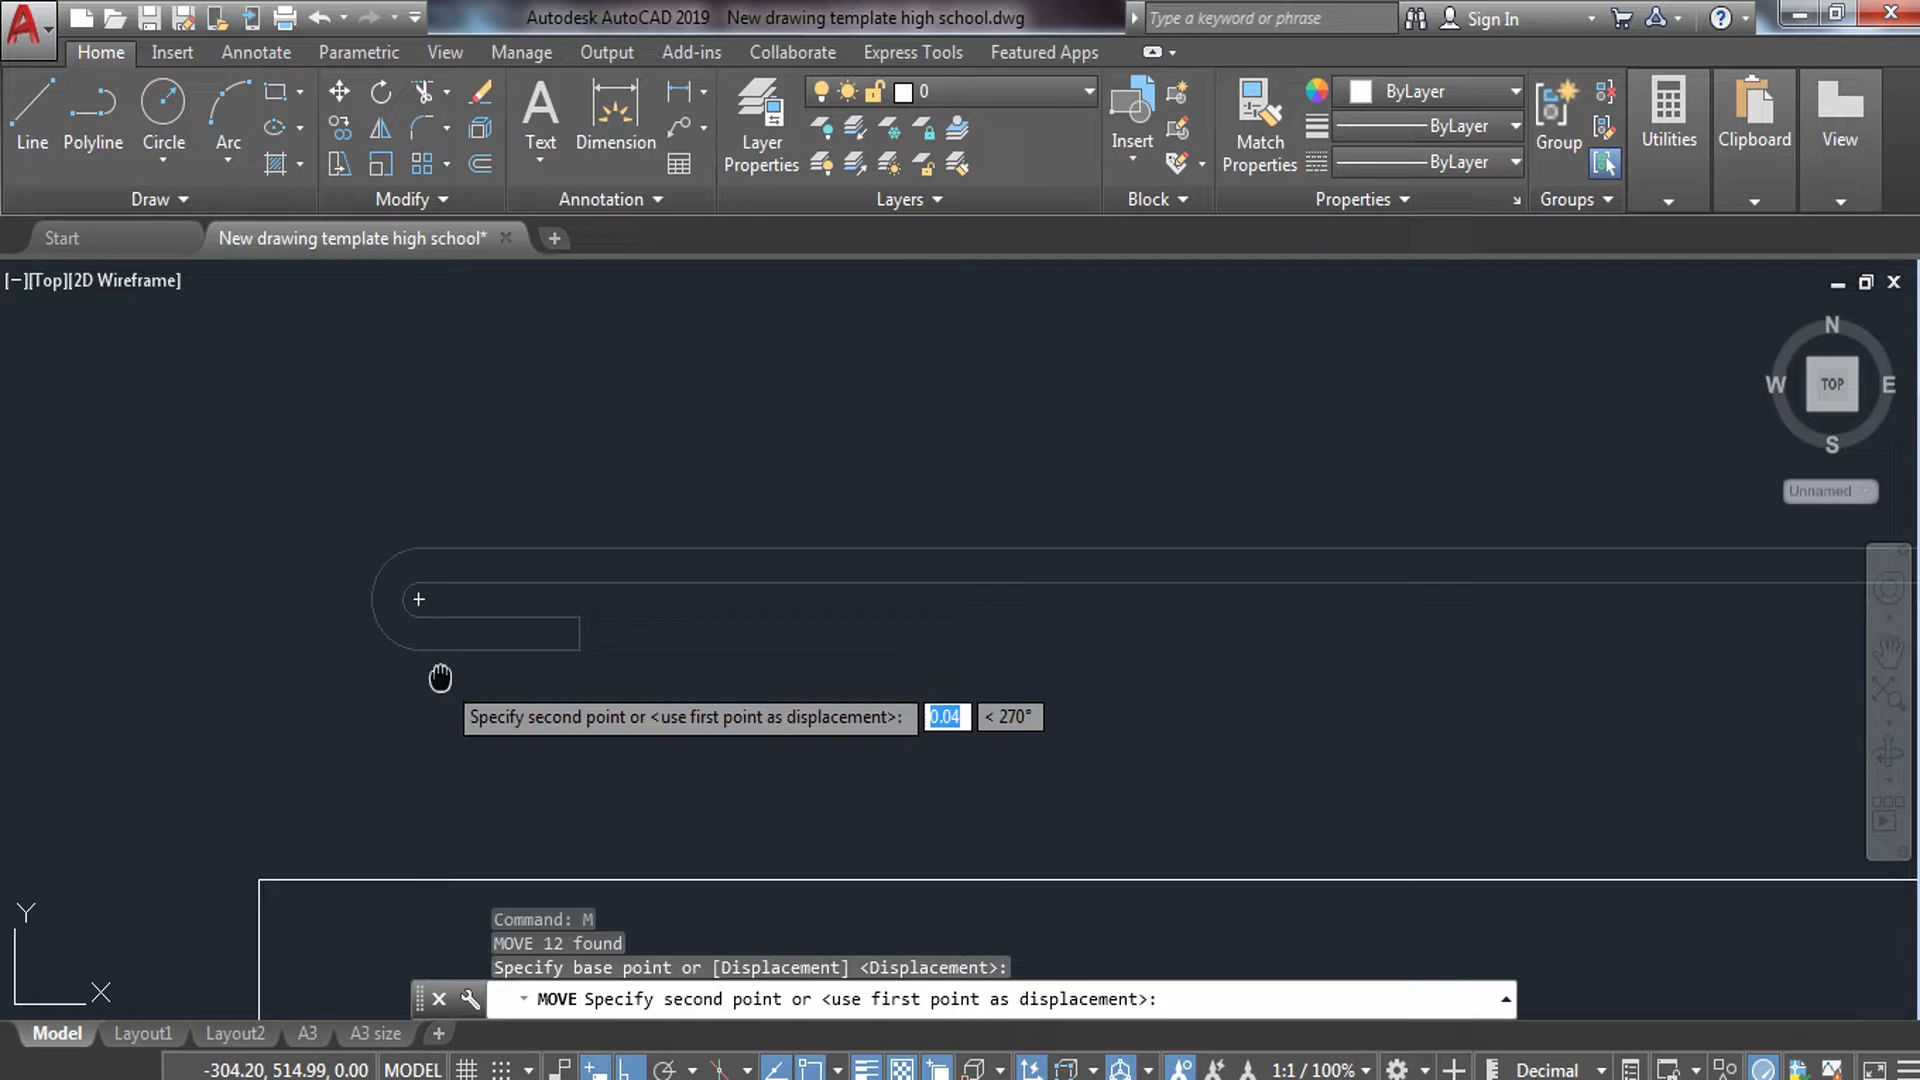 Autodesk AutoCAD 2019 New drawing template high school.dwg
Type a keyword or phrase
Sign In
Home Insert Annotate Parametric View Manage Output Add-ins Collaborate Express Tools Featured Apps
Line Polyline Circle Arc
Text Dimension
Layer Properties
0
Insert
Match Properties
ByLayer
ByLayer
ByLayer
Group
Utilities
Clipboard
View
Draw Modify Annotation Layers Block Properties Groups
Start New drawing template high school*
[−][Top][2D Wireframe]
N
W TOP E
S
Unnamed
Specify second point or <use first point as displacement>: 0.04 < 270°
Y
X
Command: M
MOVE 12 found
Specify base point or [Displacement] <Displacement>:
MOVE Specify second point or <use first point as displacement>:
Model Layout1 Layout2 A3 A3 size
-304.20, 514.99, 0.00 MODEL 1:1 / 100% Decimal